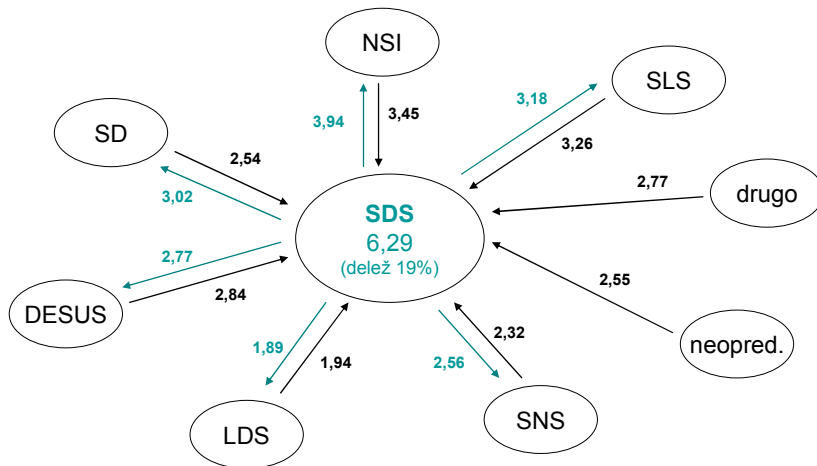 NSI
SLS
3,18
3,94
3,45
3,26
SD
2,54
3,02
2,77
drugo
SDS
6,29
(delež 19%)
2,77
2,84
2,55
DESUS
neopred.
1,89
1,94
2,56
2,32
LDS
SNS